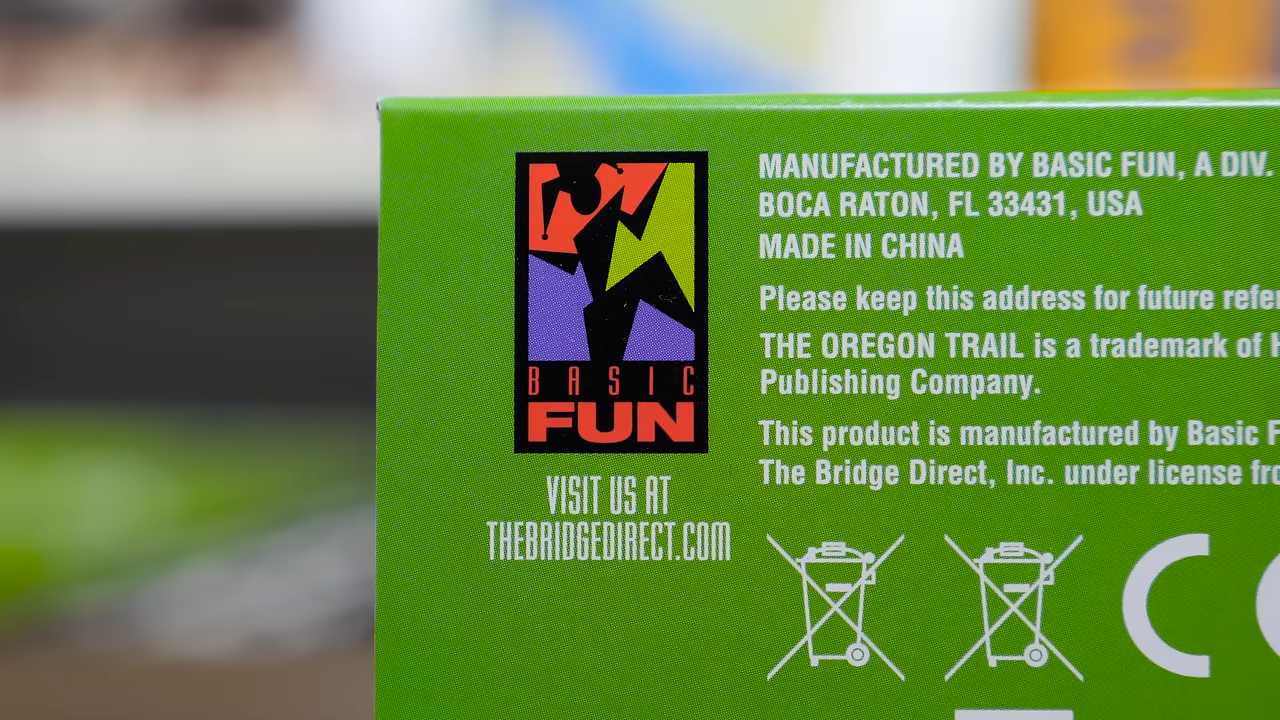 BASIC
FUN
VISIT US AT
THEBRIDGEDIRECT.COM
MANUFACTURED BY BASIC FUN, A DIV.
BOCA RATON, FL 33431, USA
MADE IN CHINA
Please keep this address for future
THE OREGON TRAIL is a trademark of
Publishing Company.
This product is manufactured by Basic
The Bridge Direct, Inc. under license